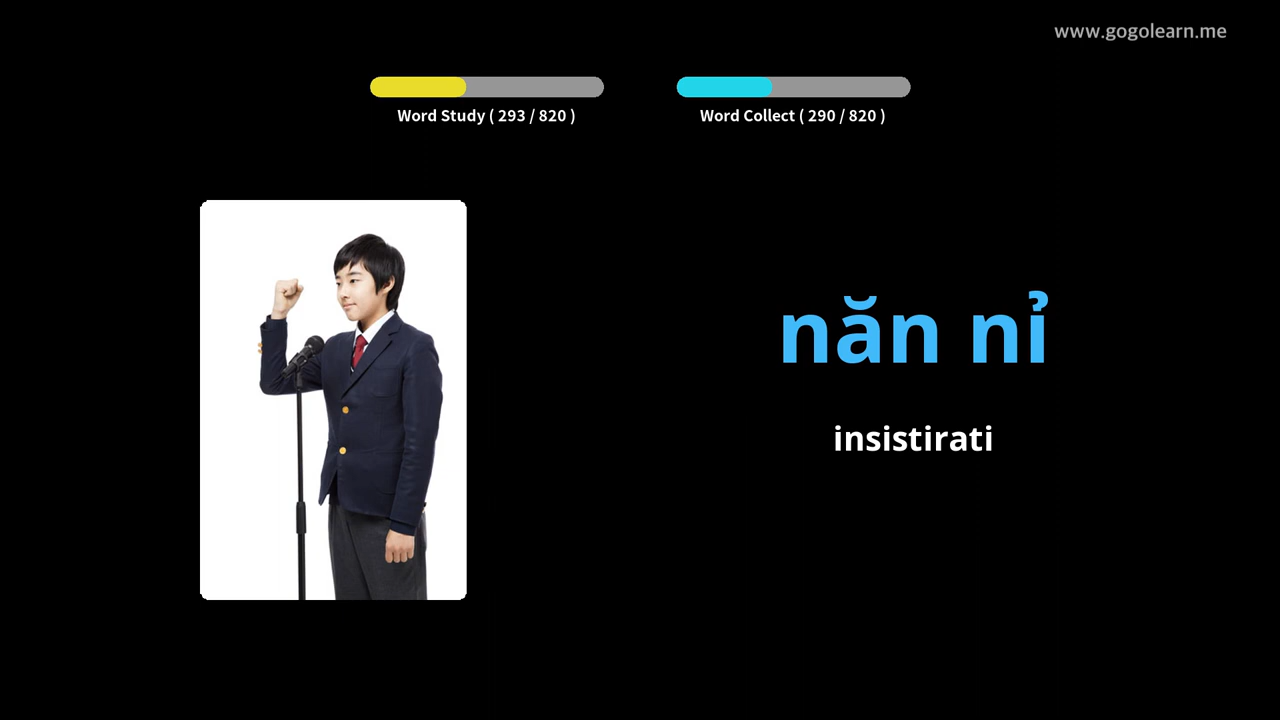 www.gogolearn.me
Word Study ( 293 / 820 )
Word Collect ( 290 / 820 )
năn nỉ
insistirati